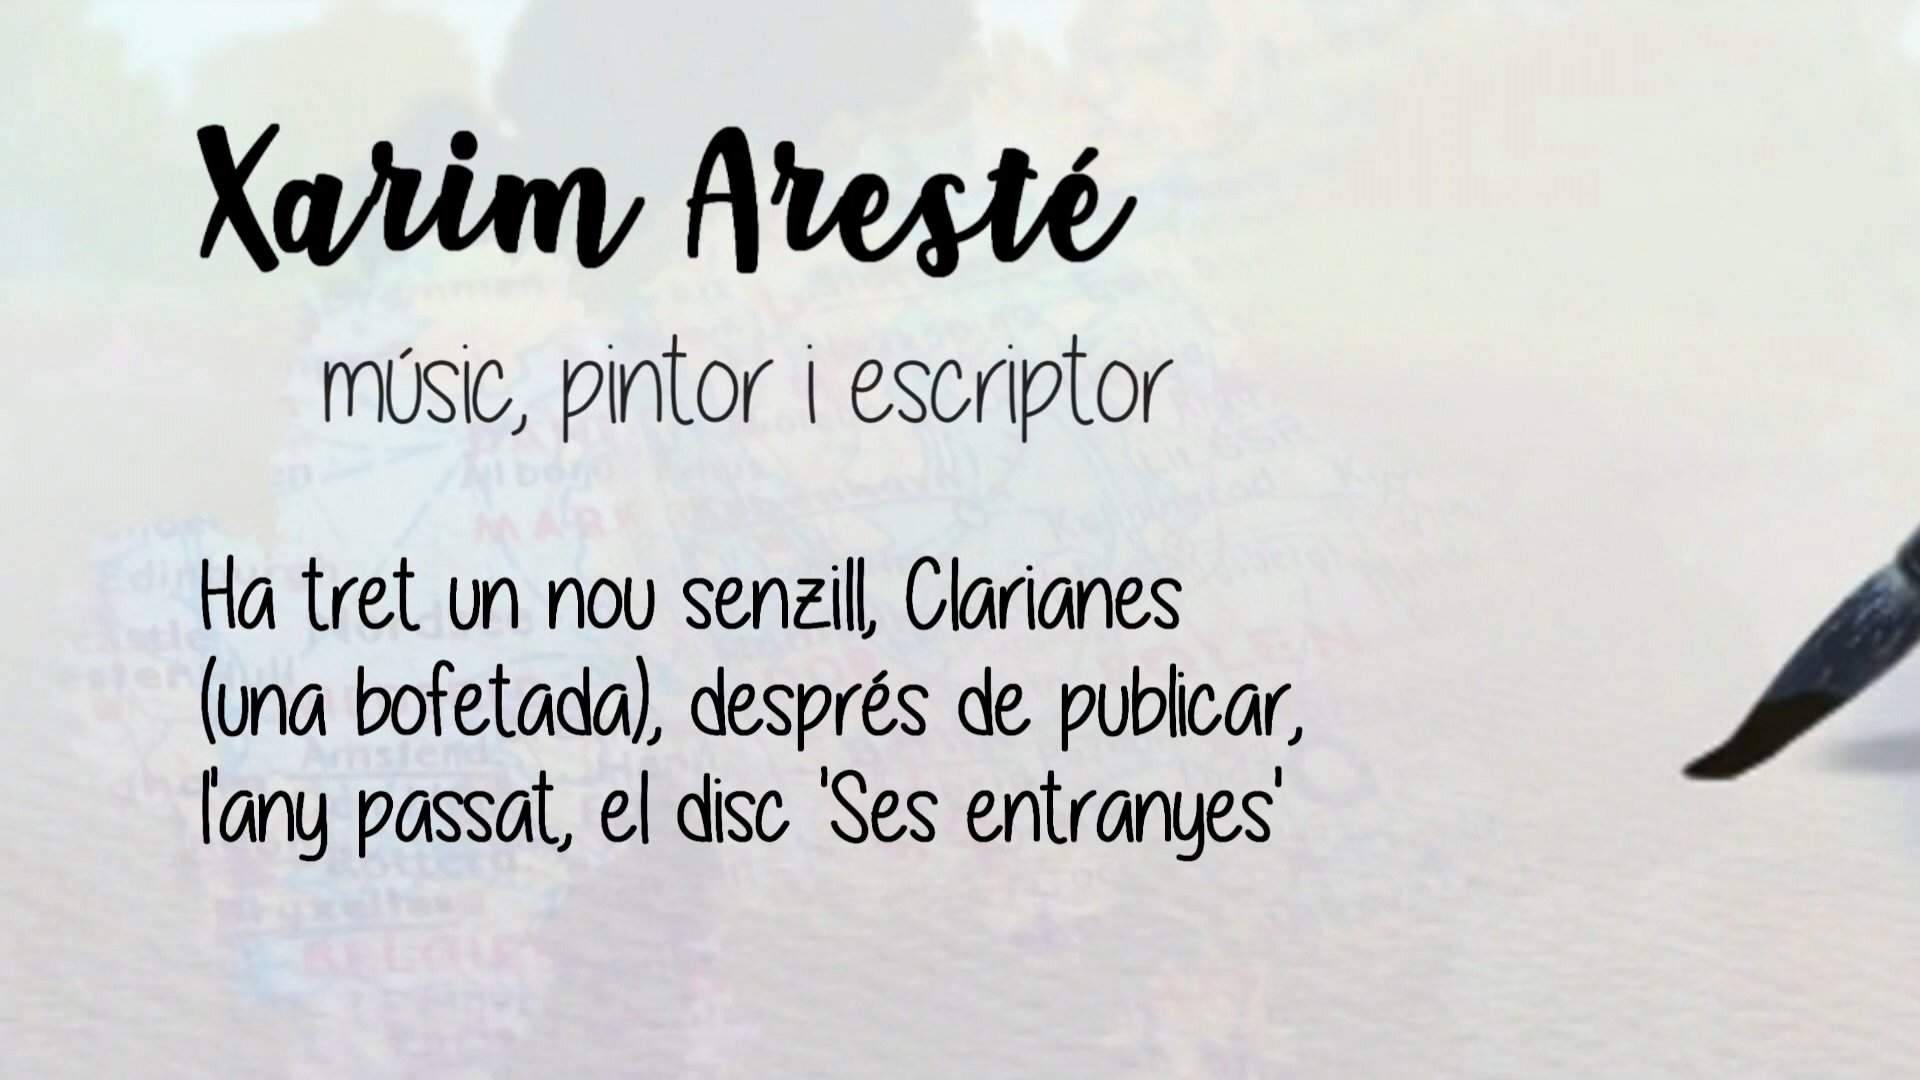 Xarim Aresté
músic, pintor i escriptor
Ha tret un nou senzill, Clarianes
(una bofetada), després de publicar,
l'any passat, el disc 'Ses entranyes'